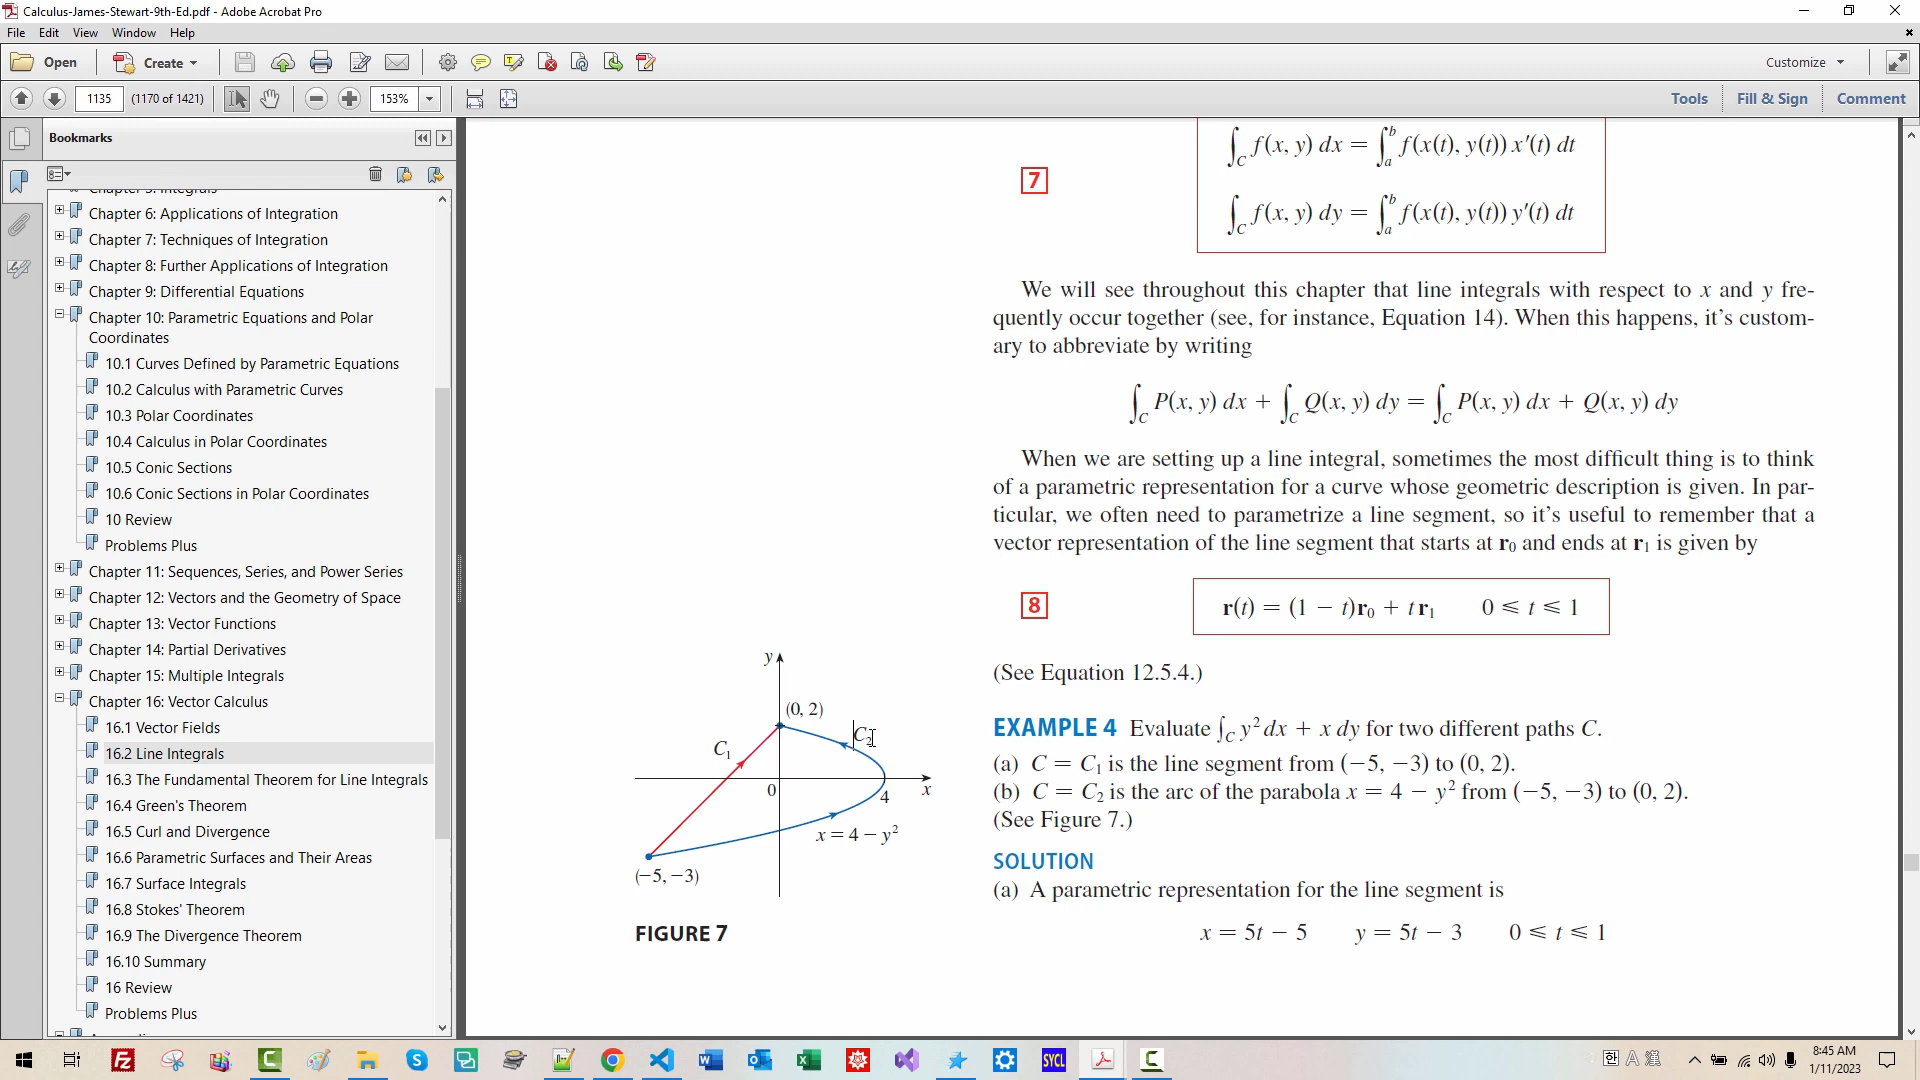 Calculus-James-Stewart-9th-Ed.pdf - Adobe Acrobat Pro
File Edit View Window Help
Open Create Customize
1135 (1170 of 1421) 153% Tools Fill & Sign Comment
Bookmarks
Chapter 5: Integrals
Chapter 6: Applications of Integration
Chapter 7: Techniques of Integration
Chapter 8: Further Applications of Integration
Chapter 9: Differential Equations
Chapter 10: Parametric Equations and Polar
Coordinates
10.1 Curves Defined by Parametric Equations
10.2 Calculus with Parametric Curves
10.3 Polar Coordinates
10.4 Calculus in Polar Coordinates
10.5 Conic Sections
10.6 Conic Sections in Polar Coordinates
10 Review
Problems Plus
Chapter 11: Sequences, Series, and Power Series
Chapter 12: Vectors and the Geometry of Space
Chapter 13: Vector Functions
Chapter 14: Partial Derivatives
Chapter 15: Multiple Integrals
Chapter 16: Vector Calculus
16.1 Vector Fields
16.2 Line Integrals
16.3 The Fundamental Theorem for Line Integrals
16.4 Green's Theorem
16.5 Curl and Divergence
16.6 Parametric Surfaces and Their Areas
16.7 Surface Integrals
16.8 Stokes' Theorem
16.9 The Divergence Theorem
16.10 Summary
16 Review
Problems Plus
∫_C f(x, y) dx = ∫_a^b f(x(t), y(t)) x′(t) dt
7
∫_C f(x, y) dy = ∫_a^b f(x(t), y(t)) y′(t) dt
We will see throughout this chapter that line integrals with respect to x and y fre-
quently occur together (see, for instance, Equation 14). When this happens, it’s custom-
ary to abbreviate by writing
∫_C P(x, y) dx + ∫_C Q(x, y) dy = ∫_C P(x, y) dx + Q(x, y) dy
When we are setting up a line integral, sometimes the most difficult thing is to think
of a parametric representation for a curve whose geometric description is given. In par-
ticular, we often need to parametrize a line segment, so it’s useful to remember that a
vector representation of the line segment that starts at r₀ and ends at r₁ is given by
8 r(t) = (1 − t)r₀ + t r₁ 0 ⩽ t ⩽ 1
(See Equation 12.5.4.)
EXAMPLE 4 Evaluate ∫_C y² dx + x dy for two different paths C.
(a) C = C₁ is the line segment from (−5, −3) to (0, 2).
(b) C = C₂ is the arc of the parabola x = 4 − y² from (−5, −3) to (0, 2).
(See Figure 7.)
SOLUTION
(a) A parametric representation for the line segment is
x = 5t − 5 y = 5t − 3 0 ⩽ t ⩽ 1
y
(0, 2)
C₁
C₂
0
4
x
x = 4 − y²
(−5, −3)
FIGURE 7
SYCL
한 A 漢
8:45 AM
1/11/2023